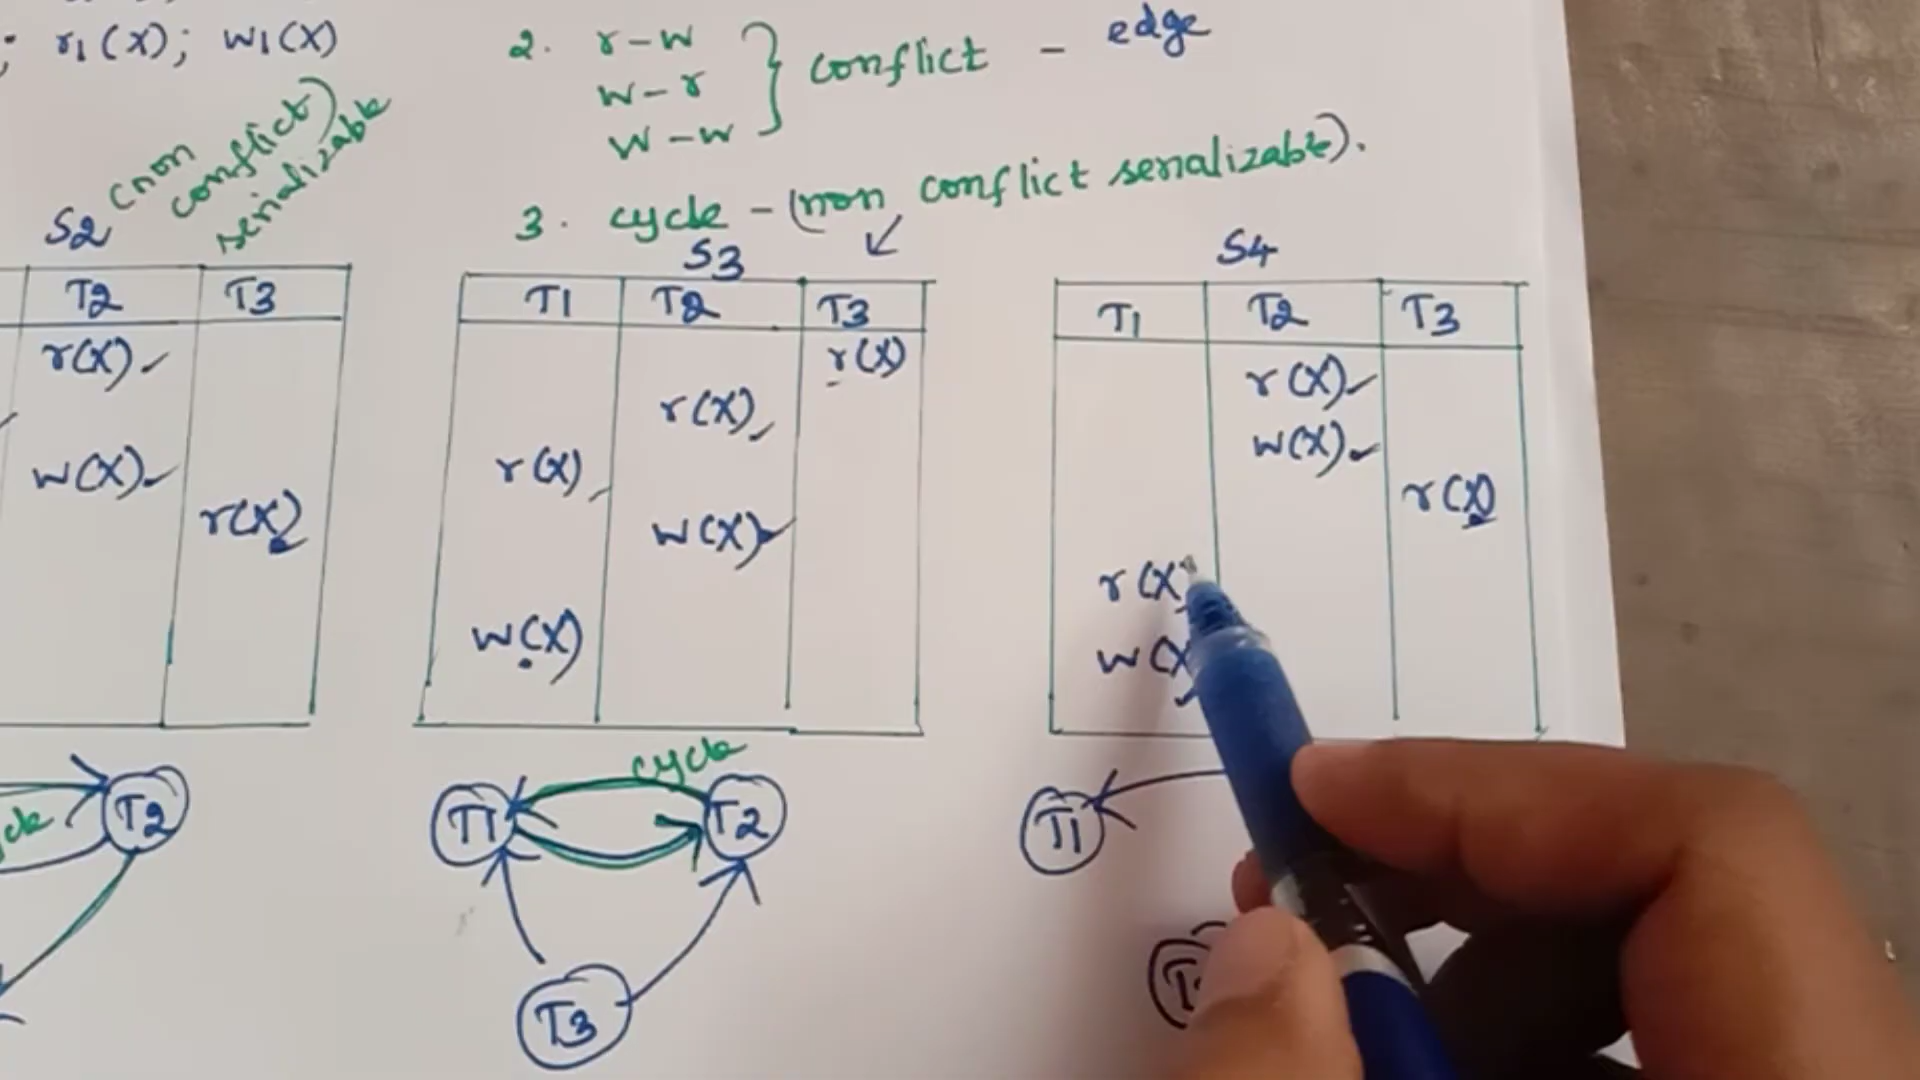 ; r1(X); w1(X)
2. r-w
w-r
w-w
} conflict - edge
3. cycle - (non conflict serializable).
(non conflict) serializable
S2
T2 T3
r(X)
w(X)
r(X)
T2
S3
T1 T2 T3
r(X)
r(X)
r(X)
w(X)
w(X)
cycle
T1 T2
T3
S4
T1 T2 T3
r(X)
w(X)
r(X)
r(X)
w(X
T1